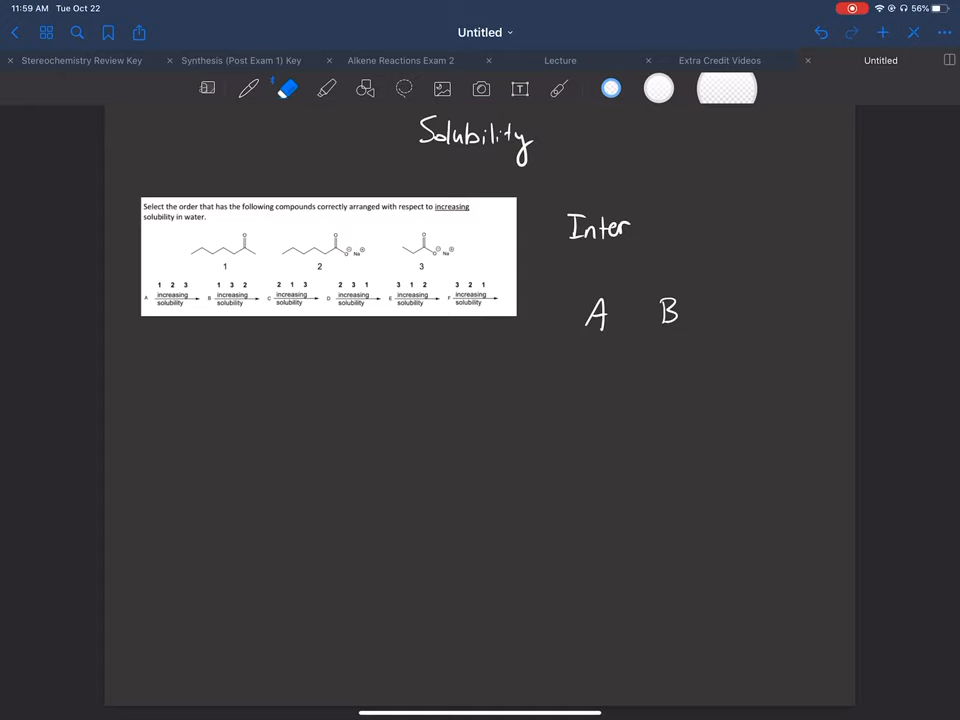 11:59 AM Tue Oct 22
56%
Untitled
Stereochemistry Review Key
Synthesis (Post Exam 1) Key
Alkene Reactions Exam 2
Lecture
Extra Credit Videos
Untitled
T
Solubility
Select the order that has the following compounds correctly arranged with respect to increasing
solubility in water.
O O O
O ⊖ Na ⊕ O ⊖ Na ⊕
1 2 3
1 2 3 1 3 2 2 1 3 2 3 1 3 1 2 3 2 1
A increasing B increasing C increasing D increasing E increasing F increasing
solubility solubility solubility solubility solubility solubility
Inter
A B